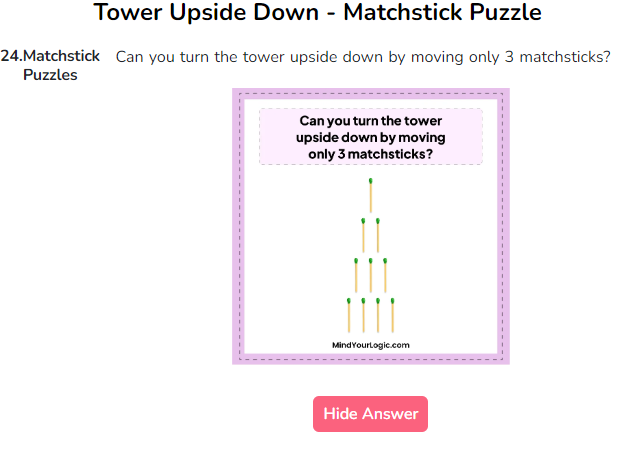 Tower Upside Down - Matchstick Puzzle
24.Matchstick Puzzles
Can you turn the tower upside down by moving only 3 matchsticks?
Can you turn the tower
upside down by moving
only 3 matchsticks?
MindYourLogic.com
Hide Answer